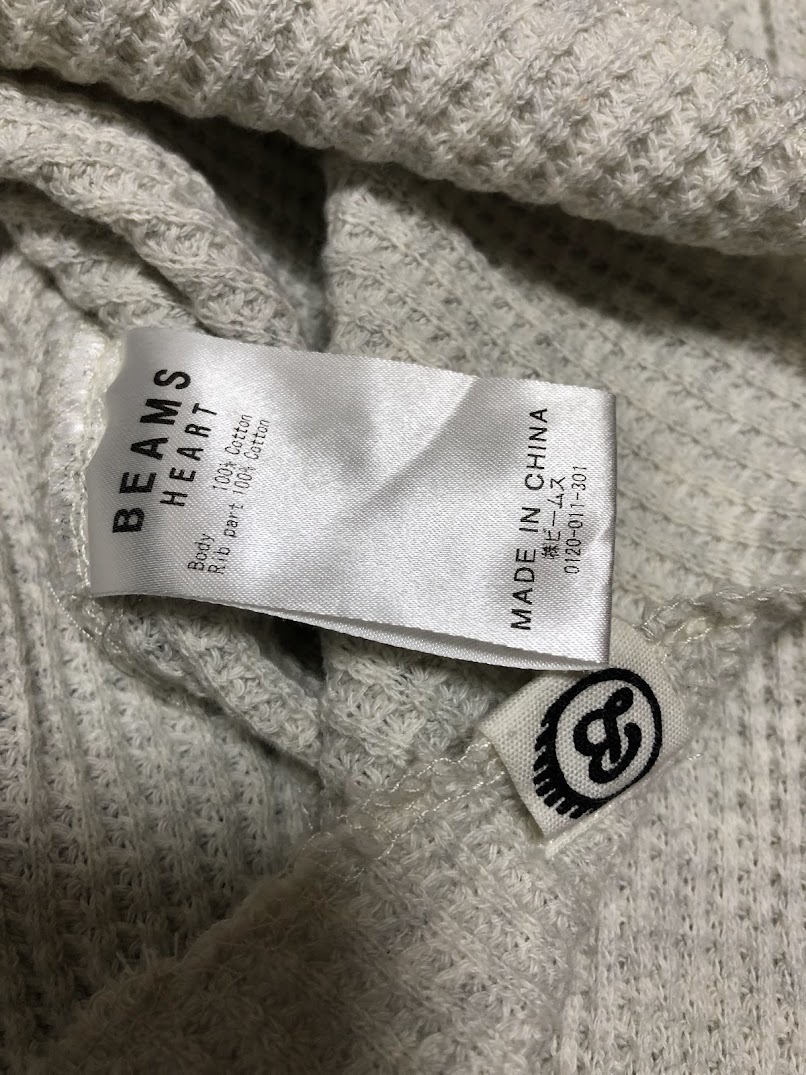 BEAMS
HEART
Body 100% Cotton
Rib part 100% Cotton
MADE IN CHINA
㈱ビームス
0120-011-301
B